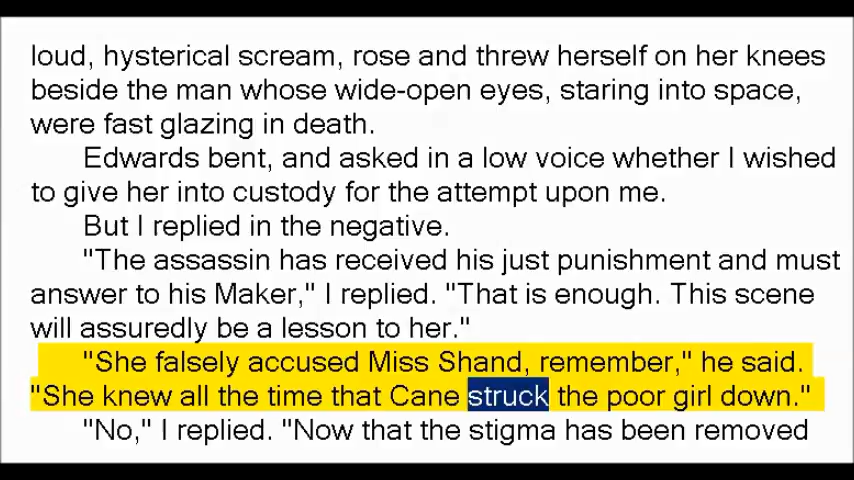 loud, hysterical scream, rose and threw herself on her knees
beside the man whose wide-open eyes, staring into space,
were fast glazing in death.
Edwards bent, and asked in a low voice whether I wished
to give her into custody for the attempt upon me.
But I replied in the negative.
"The assassin has received his just punishment and must
answer to his Maker," I replied. "That is enough. This scene
will assuredly be a lesson to her."
"She falsely accused Miss Shand, remember," he said.
"She knew all the time that Cane struck the poor girl down."
"No," I replied. "Now that the stigma has been removed